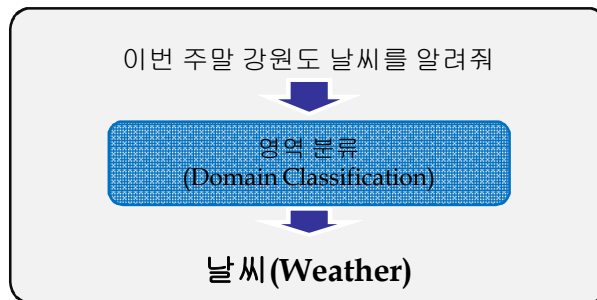 이번 주말 강원도 날씨를 알려줘
영역 분류
(Domain Classification)
날씨(Weather)